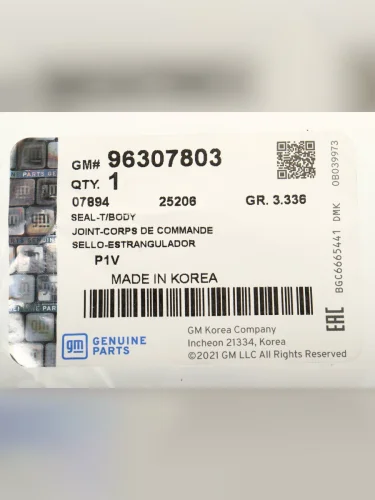 GM# 96307803
QTY. 1
07894 25206 GR. 3.336
SEAL-T/BODY
JOINT-CORPS DE COMMANDE
SELLO-ESTRANGULADOR
P1V
MADE IN KOREA
gm GENUINE PARTS
GM Korea Company
Incheon 21334, Korea
©2021 GM LLC All Rights Reserved
BGC6665441 DMK 0B039973
EAC